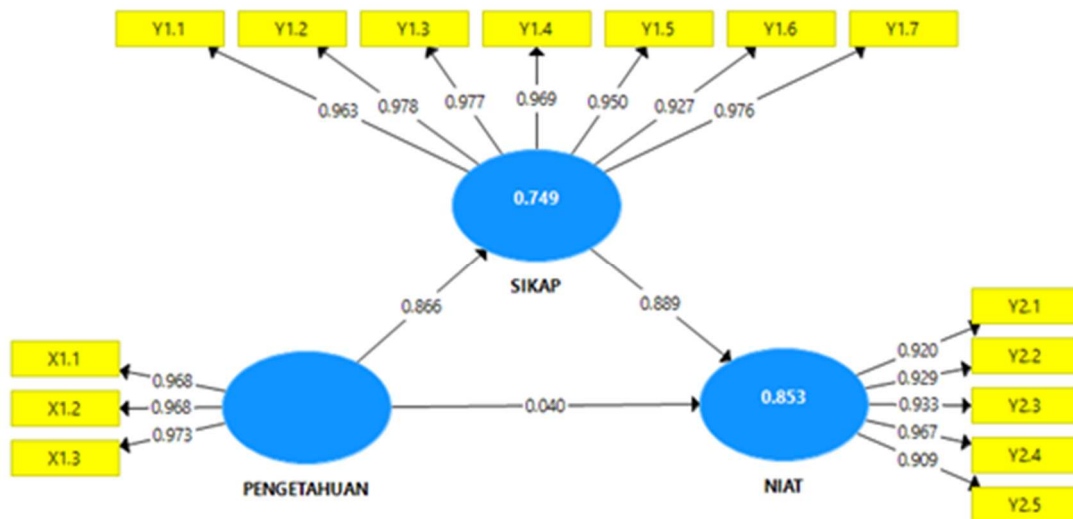 Y1.1 Y1.2 Y1.3 Y1.4 Y1.5 Y1.6 Y1.7
0.963 0.978 0.977 0.969 0.950 0.927 0.976
0.749
SIKAP
0.866 0.889
X1.1
X1.2
X1.3
0.968
0.968
0.973
PENGETAHUAN
0.040
0.853
NIAT
0.920
0.929
0.933
0.967
0.909
Y2.1
Y2.2
Y2.3
Y2.4
Y2.5